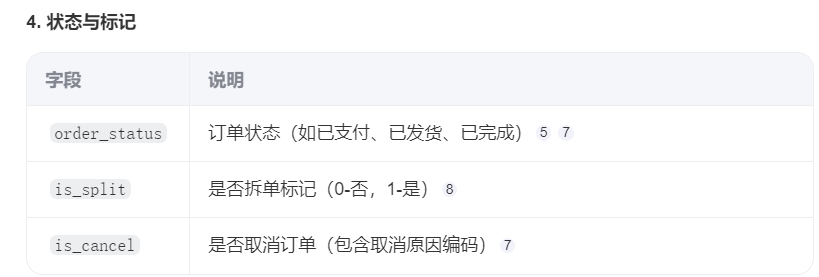 4. 状态与标记
字段 说明
order_status 订单状态（如已支付、已发货、已完成） 5 7
is_split 是否拆单标记（0-否，1-是） 8
is_cancel 是否取消订单（包含取消原因编码） 7